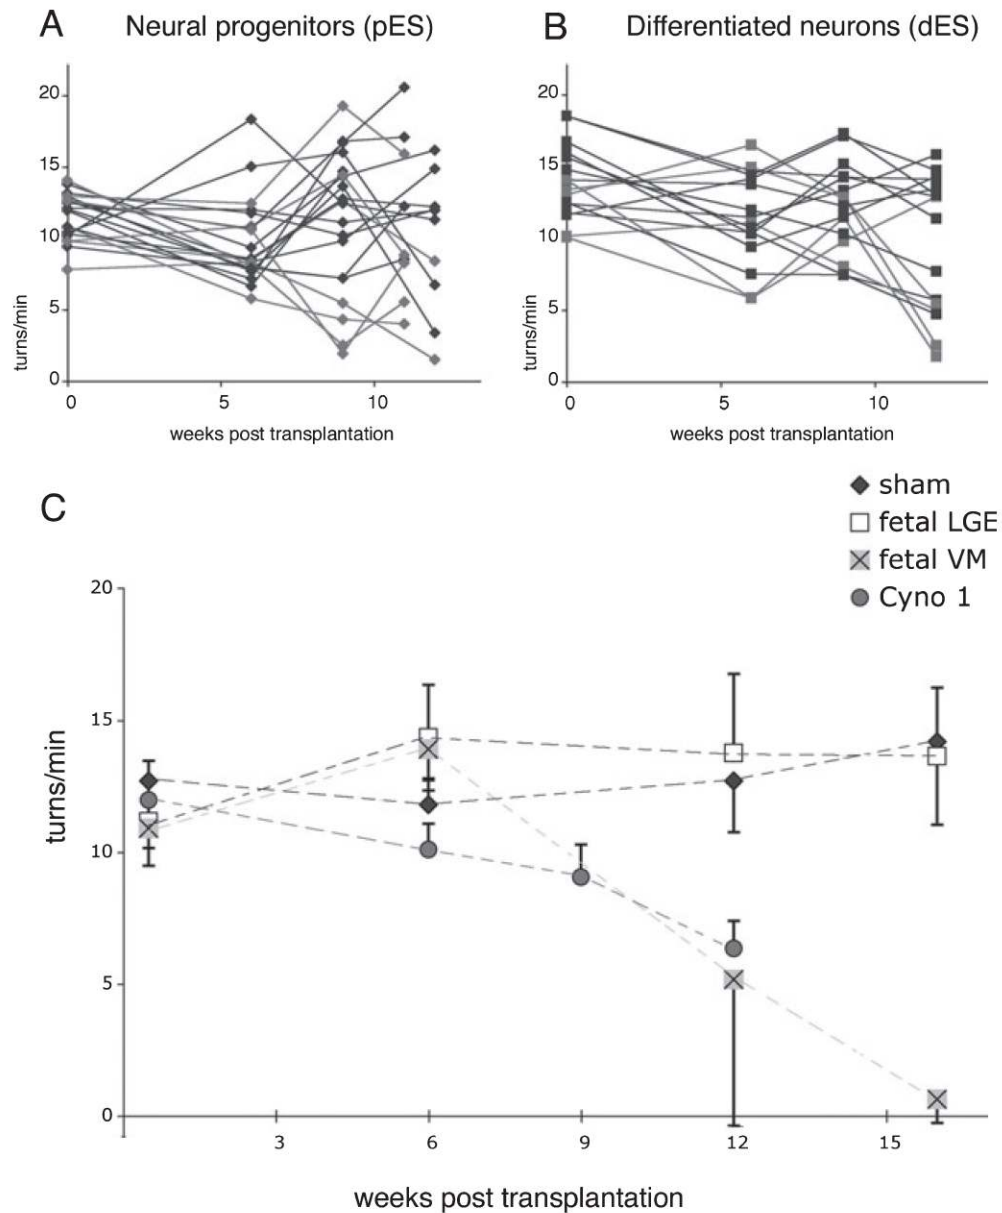 A Neural progenitors (pES)
20
15
10
5
0
turns/min
0 5 10
weeks post transplantation
B Differentiated neurons (dES)
20
15
10
5
0
turns/min
0 5 10
weeks post transplantation
C
sham
fetal LGE
fetal VM
Cyno 1
20
15
10
5
0
turns/min
3 6 9 12 15
weeks post transplantation